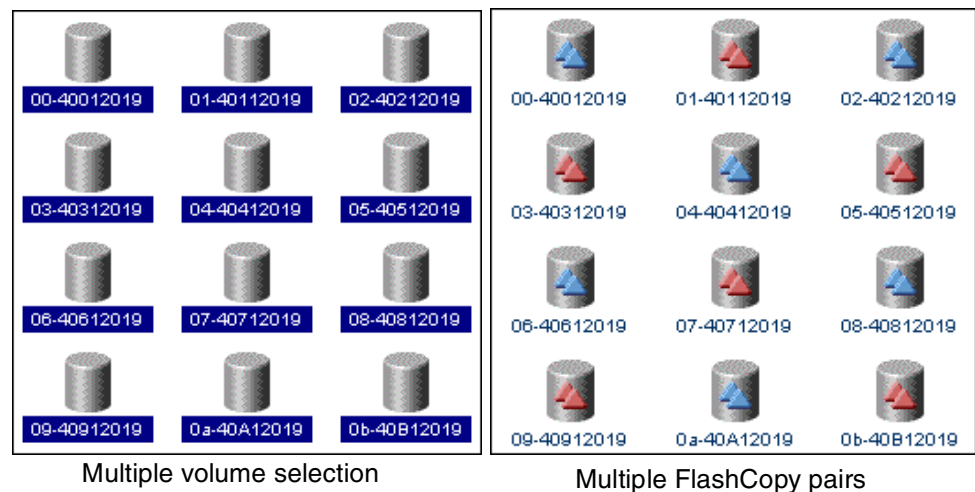 00-40012019 01-40112019 02-40212019
03-40312019 04-40412019 05-40512019
06-40612019 07-40712019 08-40812019
09-40912019 0a-40A12019 0b-40B12019
Multiple volume selection
00-40012019 01-40112019 02-40212019
03-40312019 04-40412019 05-40512019
06-40612019 07-40712019 08-40812019
09-40912019 0a-40A12019 0b-40B12019
Multiple FlashCopy pairs